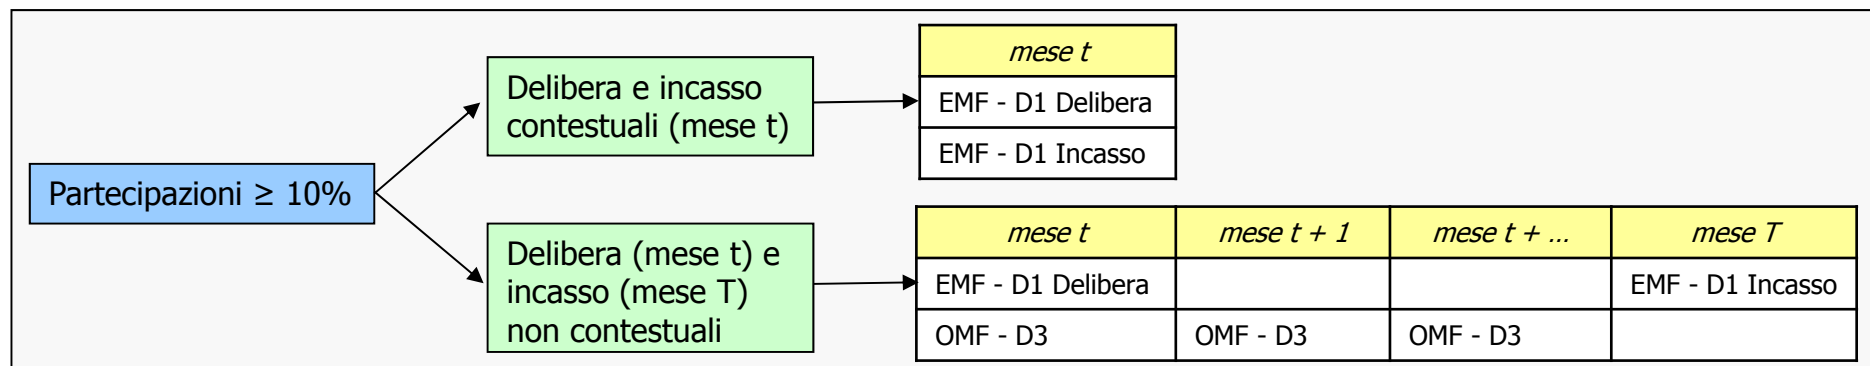 Partecipazioni ≥ 10%
Delibera e incasso
contestuali (mese t)
mese t
EMF - D1 Delibera
EMF - D1 Incasso
Delibera (mese t) e
incasso (mese T)
non contestuali
mese t mese t + 1 mese t + ... mese T
EMF - D1 Delibera EMF - D1 Incasso
OMF - D3 OMF - D3 OMF - D3